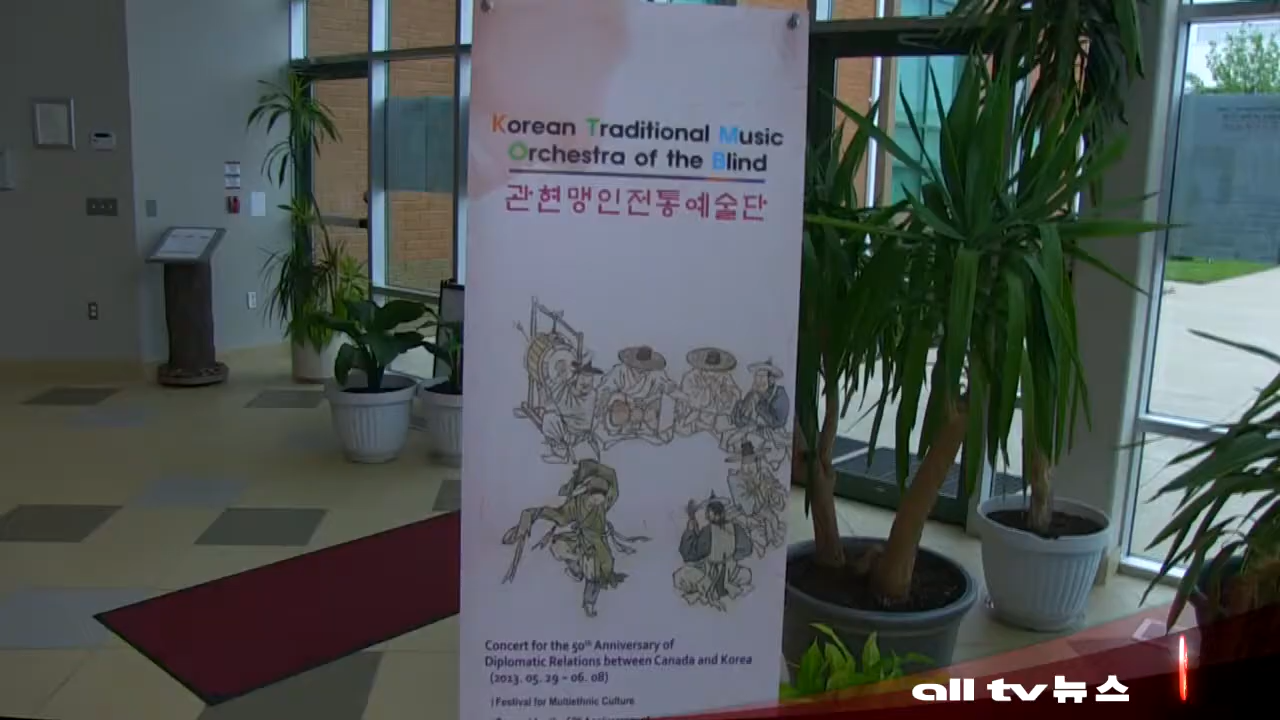 Korean Traditional Music
Orchestra of the Blind
관현맹인전통예술단
Concert for the 50th Anniversary of
Diplomatic Relations between Canada and Korea
(2013. 05. 29 - 06. 08)
| Festival for Multiethnic Culture
all tv 뉴스